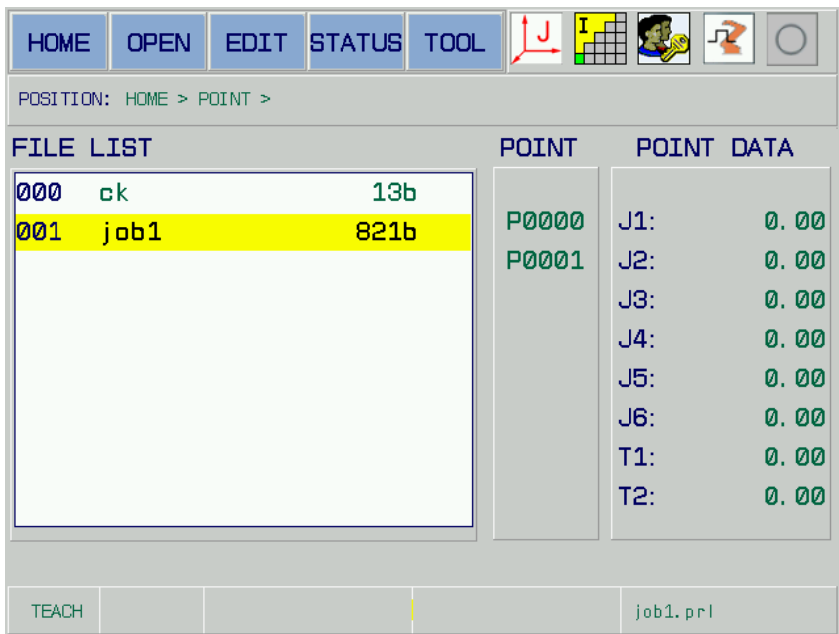 HOME OPEN EDIT STATUS TOOL J I
POSITION: HOME > POINT >
FILE LIST POINT POINT DATA
000 ck 13b
001 job1 821b
P0000 J1: 0.00
P0001 J2: 0.00
J3: 0.00
J4: 0.00
J5: 0.00
J6: 0.00
T1: 0.00
T2: 0.00
TEACH job1.prl